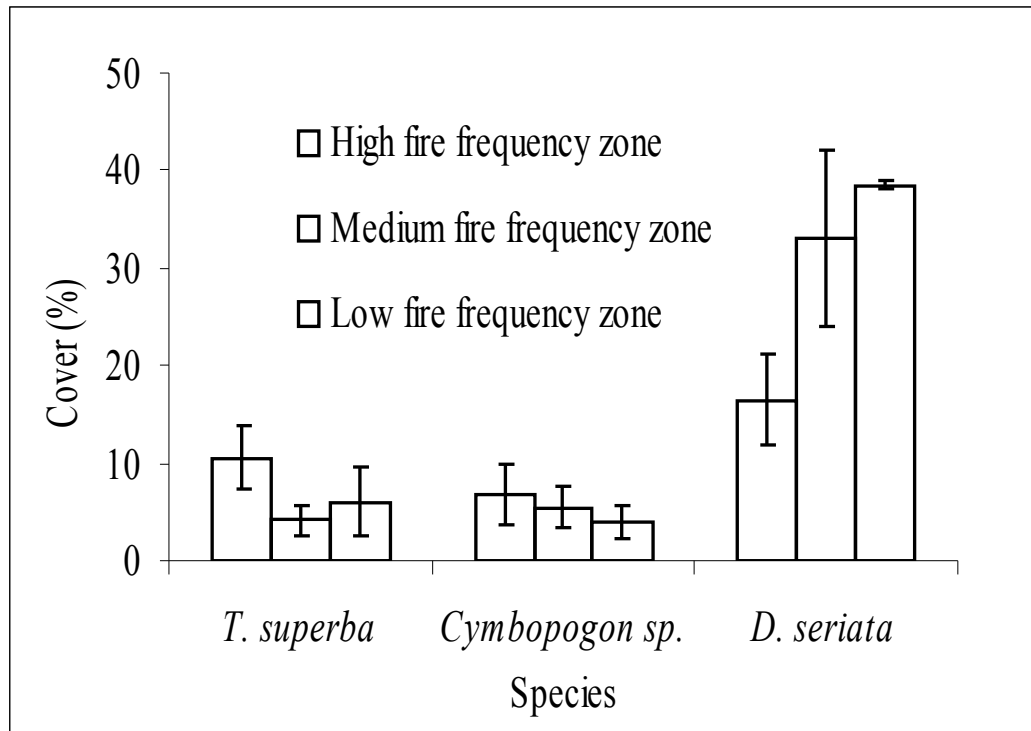 50
40
30
20
10
0
Cover (%)
High fire frequency zone
Medium fire frequency zone
Low fire frequency zone
T. superba
Cymbopogon sp.
D. seriata
Species